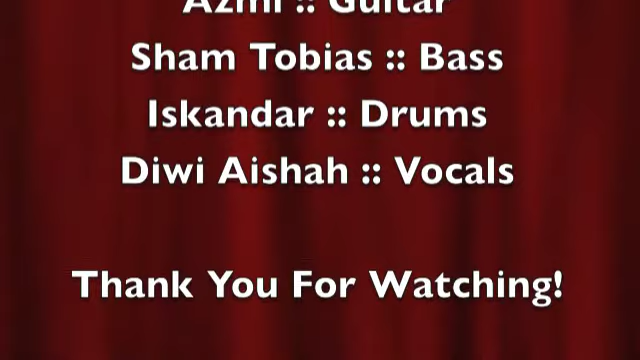 Azmi :: Guitar
Sham Tobias :: Bass
Iskandar :: Drums
Diwi Aishah :: Vocals
Thank You For Watching!